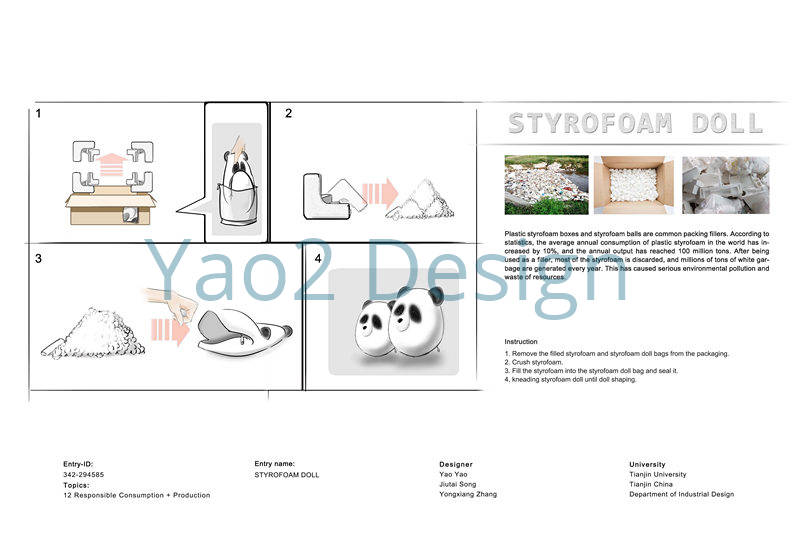 1
2
STYROFOAM DOLL
Plastic styrofoam boxes and styrofoam balls are common packing fillers. According to
statistics, the average annual consumption of plastic styrofoam in the world has in-
creased by 10%, and the annual output has reached 100 million tons. After being
used as a filler, most of the styrofoam is discarded, and millions of tons of white gar-
bage are generated every year. This has caused serious environmental pollution and
waste of resources.
3
4
Yao2 Design
Instruction
1. Remove the filled styrofoam and styrofoam doll bags from the packaging.
2. Crush styrofoam.
3. Fill the styrofoam into the styrofoam doll bag and seal it.
4, kneading styrofoam doll until doll shaping.
Entry-ID:
342-294585
Topics:
12 Responsible Consumption + Production
Entry name:
STYROFOAM DOLL
Designer
Yao Yao
Jiutai Song
Yongxiang Zhang
University
Tianjin University
Tianjin China
Department of Industrial Design